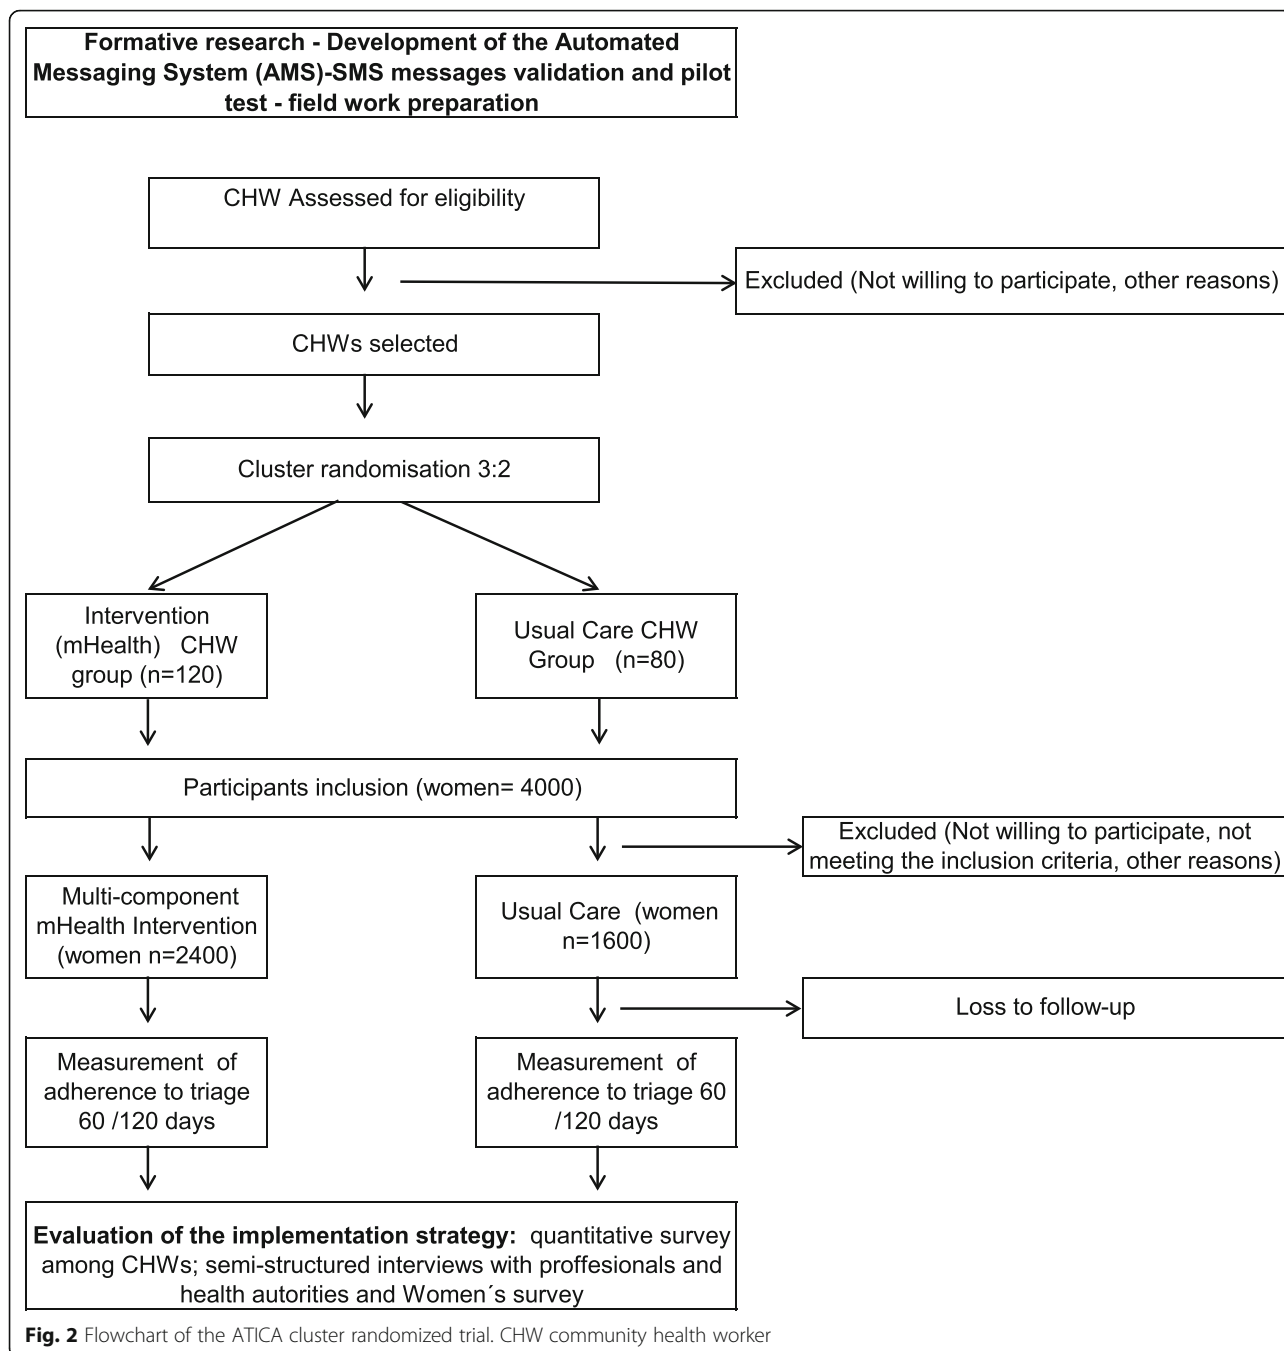 Formative research - Development of the Automated
Messaging System (AMS)-SMS messages validation and pilot
test - field work preparation
CHW Assessed for eligibility
Excluded (Not willing to participate, other reasons)
CHWs selected
Cluster randomisation 3:2
Intervention
(mHealth) CHW
group (n=120)
Usual Care CHW
Group (n=80)
Participants inclusion (women= 4000)
Excluded (Not willing to participate, not
meeting the inclusion criteria, other reasons)
Multi-component
mHealth Intervention
(women n=2400)
Usual Care (women
n=1600)
Loss to follow-up
Measurement of
adherence to triage
60 /120 days
Measurement of
adherence to triage 60
/120 days
Evaluation of the implementation strategy: quantitative survey
among CHWs; semi-structured interviews with proffesionals and
health autorities and Women´s survey
Fig. 2 Flowchart of the ATICA cluster randomized trial. CHW community health worker